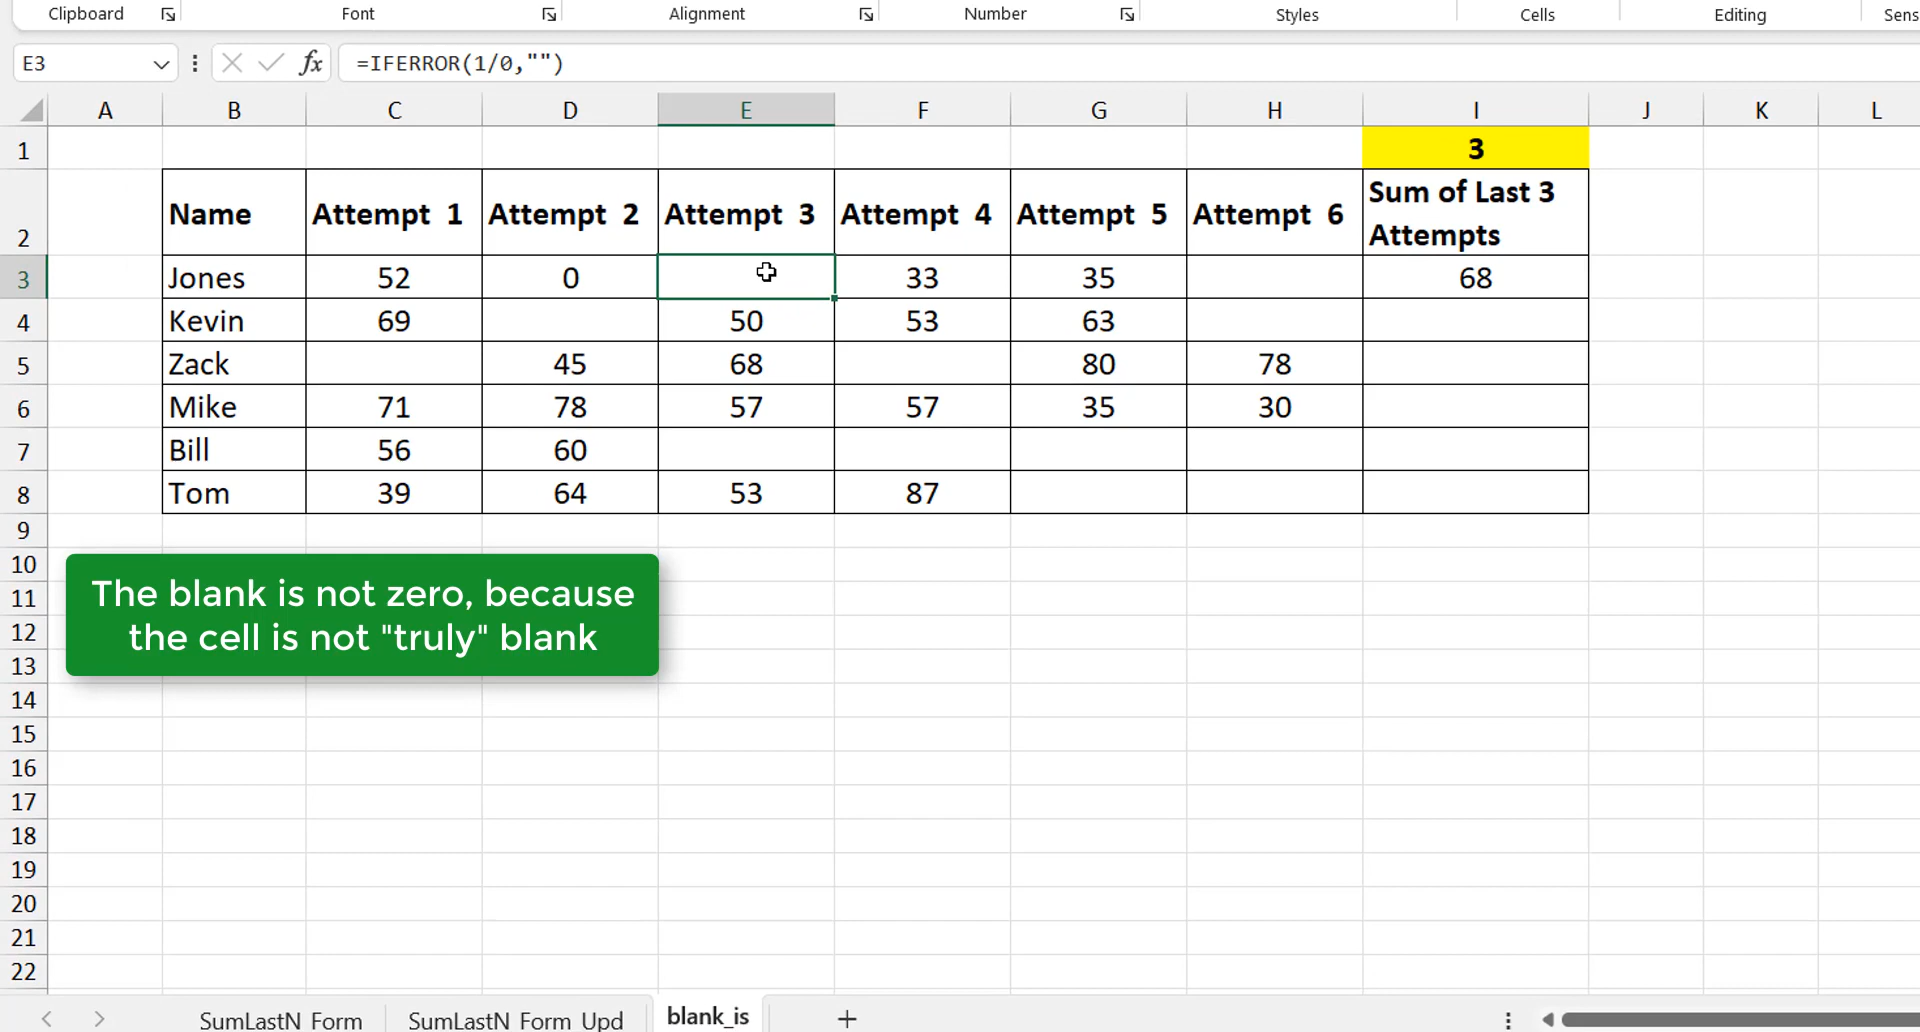 Clipboard Font Alignment Number Styles Cells Editing Sens
E3 fx =IFERROR(1/0,"")
A B C D E F G H I J K L
1 3
2 Name Attempt 1 Attempt 2 Attempt 3 Attempt 4 Attempt 5 Attempt 6 Sum of Last 3
Attempts
3 Jones 52 0 33 35 68
4 Kevin 69 50 53 63
5 Zack 45 68 80 78
6 Mike 71 78 57 57 35 30
7 Bill 56 60
8 Tom 39 64 53 87
9
10
The blank is not zero, because
11
12
the cell is not "truly" blank
13
14
15
16
17
18
19
20
21
22
SumLastN_Form SumLastN_Form_Upd blank_is